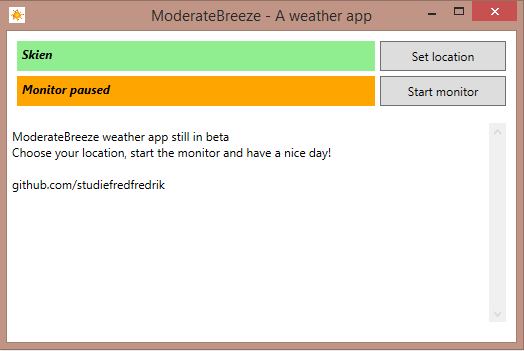 ModerateBreeze - A weather app
Skien
Set location
Monitor paused
Start monitor
ModerateBreeze weather app still in beta
Choose your location, start the monitor and have a nice day!
github.com/studiefredfredrik